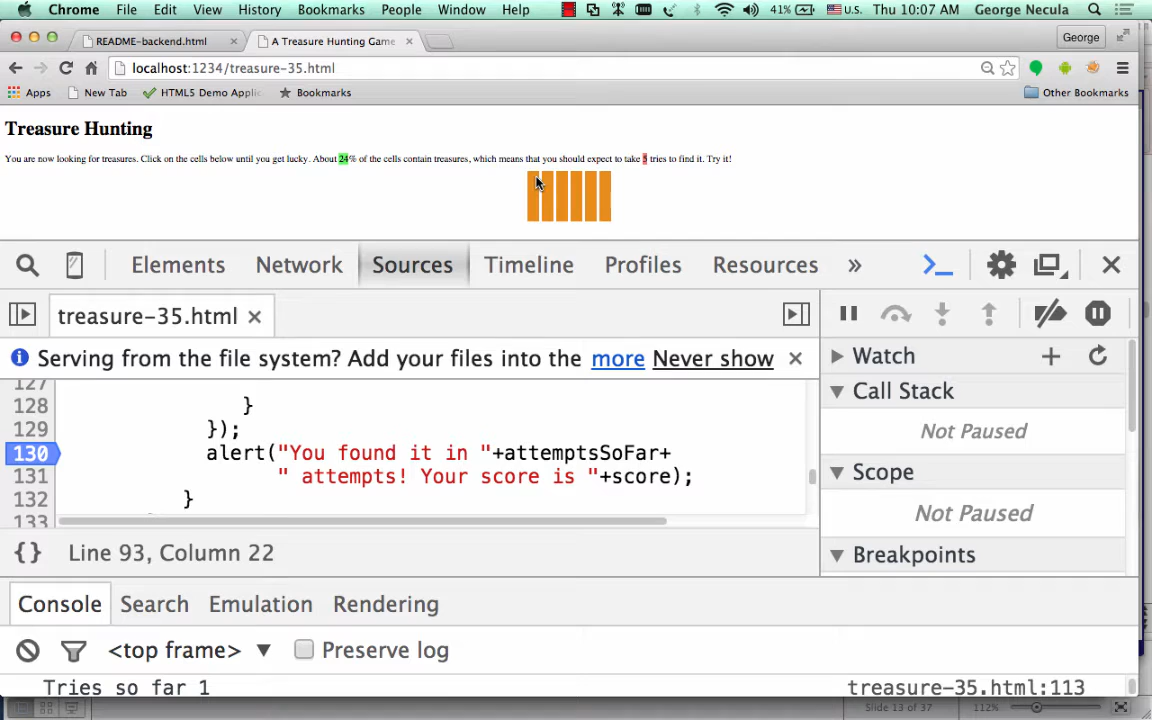 Chrome File Edit View History Bookmarks People Window Help 41% U.S. Thu 10:07 AM George Necula
README-backend.html × A Treasure Hunting Game × George
localhost:1234/treasure-35.html
Apps New Tab HTML5 Demo Applic Bookmarks Other Bookmarks
Treasure Hunting
You are now looking for treasures. Click on the cells below until you get lucky. About 24% of the cells contain treasures, which means that you should expect to take 5 tries to find it. Try it!
Elements Network Sources Timeline Profiles Resources »
treasure-35.html ×
Serving from the file system? Add your files into the more Never show ×
Watch
127
128 }
Call Stack
129 });
Not Paused
130 alert("You found it in "+attemptsSoFar+
131 " attempts! Your score is "+score);
Scope
132 }
Not Paused
133
{} Line 93, Column 22
Breakpoints
Console Search Emulation Rendering
<top frame> ▼ Preserve log
Tries so far 1 treasure-35.html:113
Slide 13 of 37 112%